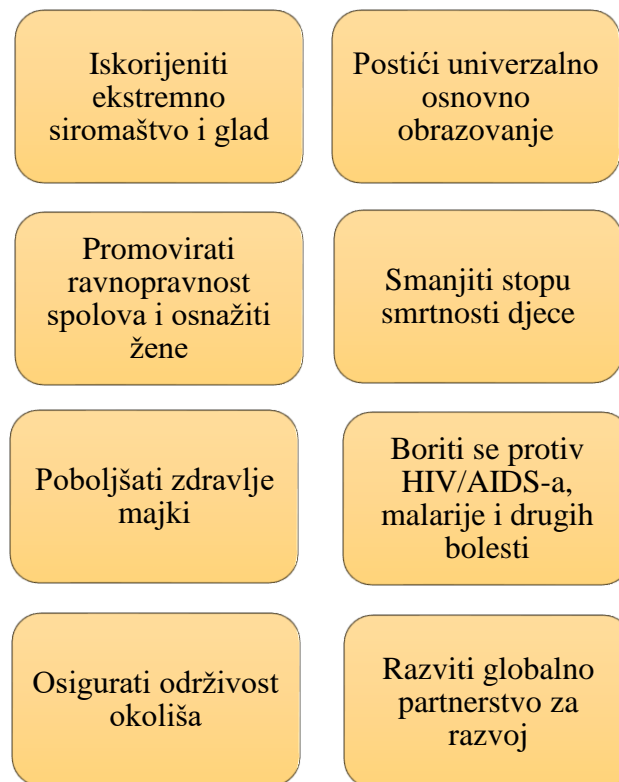 Iskorijeniti
ekstremno
siromaštvo i glad
Postići univerzalno
osnovno
obrazovanje
Promovirati
ravnopravnost
spolova i osnažiti
žene
Smanjiti stopu
smrtnosti djece
Poboljšati zdravlje
majki
Boriti se protiv
HIV/AIDS-a,
malarije i drugih
bolesti
Osigurati održivost
okoliša
Razviti globalno
partnerstvo za
razvoj